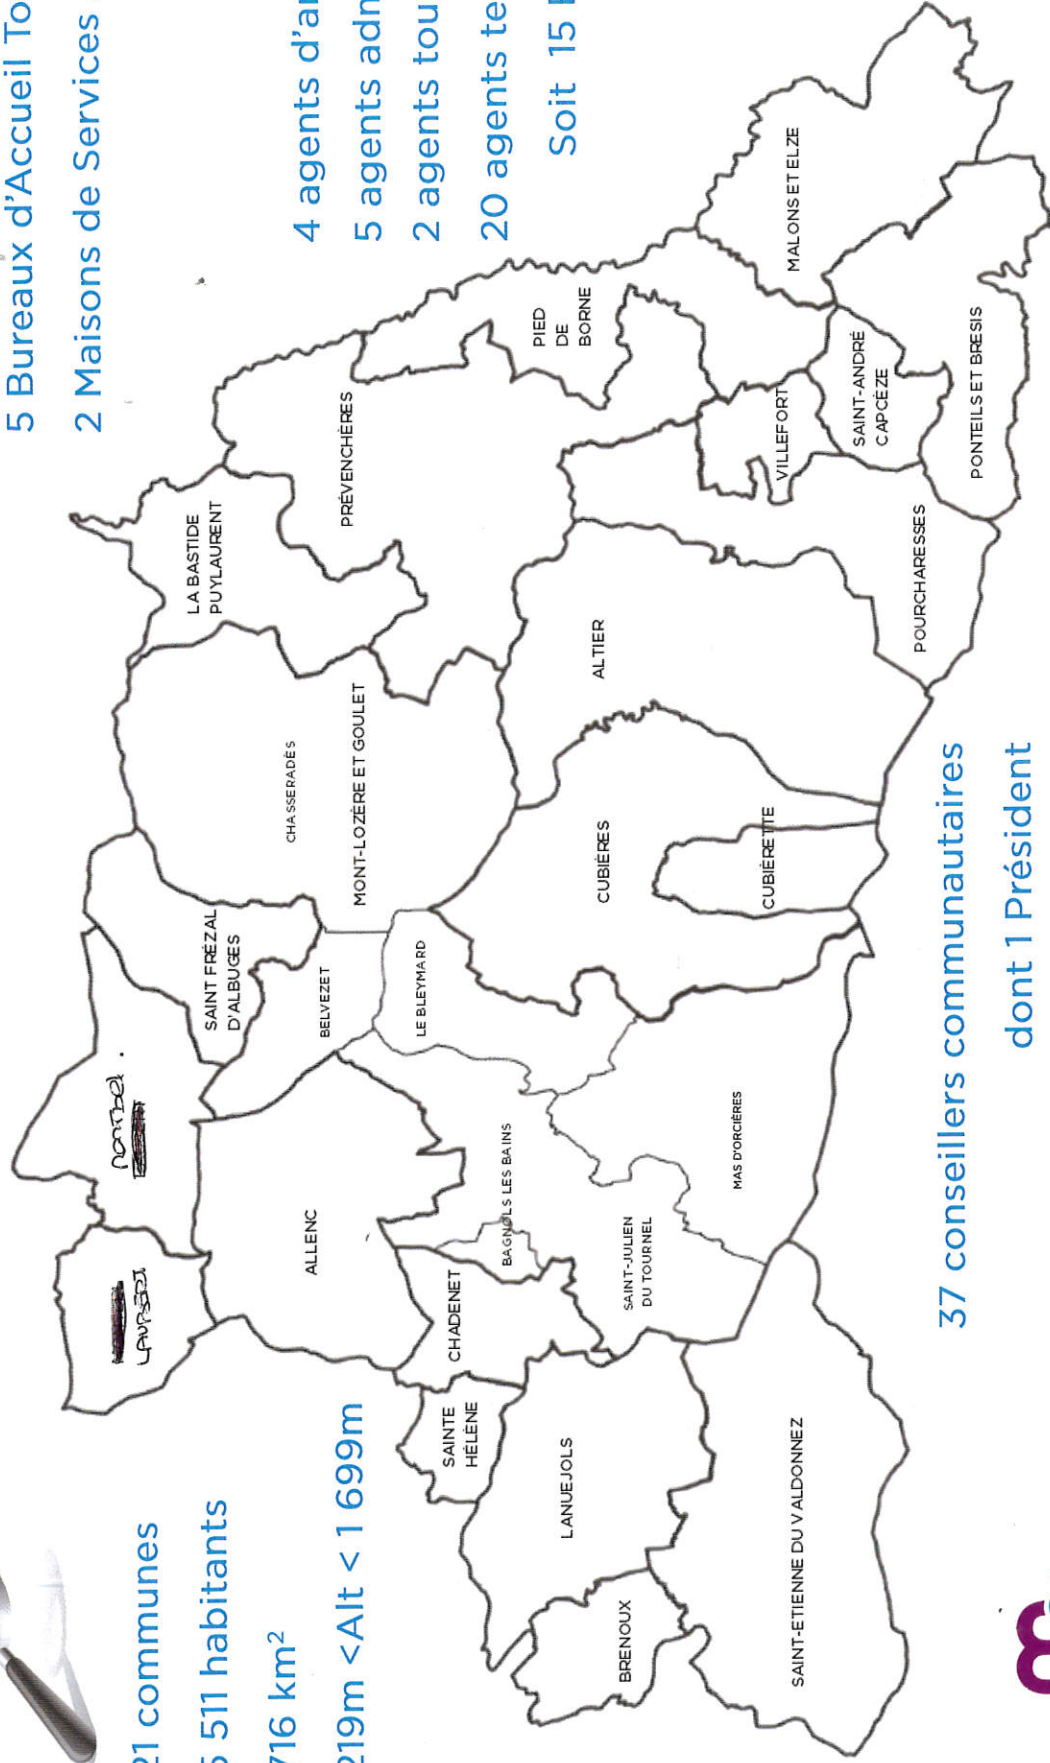 5 Bureaux d'Accueil To
2 Maisons de Services
4 agents d'a
5 agents adn
2 agents tou
20 agents te
Soit 15
21 communes
5 511 habitants
716 km²
219m <Alt < 1 699m
LAUBERT
MONTBEL.
SAINT FRÉZAL
D'ALBUGES
LA BASTIDE
PUYLAURENT
CHASSERADÈS
MONT-LOZÈRE ET GOULET
PRÉVENCHÈRES
BELVEZET
LE BLEYMARD
ALLENC
PIED
DE
BORNE
CHADENET
BAGNOLS LES BAINS
SAINTE
HÉLÈNE
LANUEJOLS
SAINT-JULIEN
DU TOURNEL
MAS D'ORCIÈRES
CUBIÈRES
CUBIÈRETTE
ALTIER
VILLEFORT
MALONS ET ELZE
SAINT-ANDRÉ
CAPCÈZE
POURCHARESSES
PONTEILS ET BRESIS
BRENOUX
SAINT-ETIENNE DU VALDONNEZ
37 conseillers communautaires
dont 1 Président